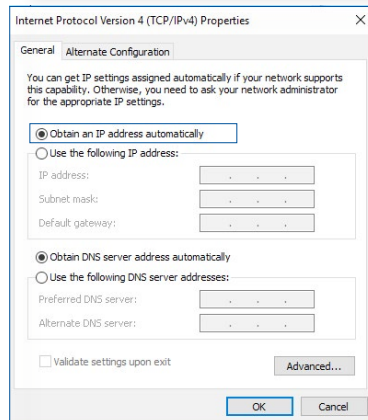 Internet Protocol Version 4 (TCP/IPv4) Properties
General
Alternate Configuration
You can get IP settings assigned automatically if your network supports
this capability. Otherwise, you need to ask your network administrator
for the appropriate IP settings.
Obtain an IP address automatically
Use the following IP address:
IP address:
Subnet mask:
Default gateway:
Obtain DNS server address automatically
Use the following DNS server addresses:
Preferred DNS server:
Alternate DNS server:
Validate settings upon exit
Advanced...
OK
Cancel